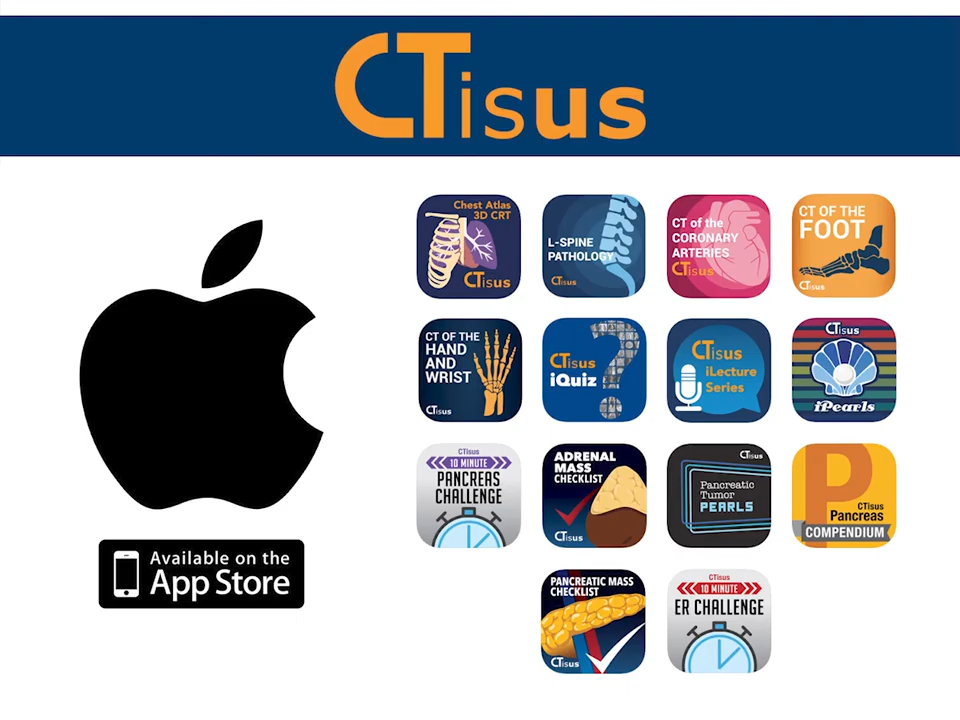 CTisus
Chest Atlas
3D CRT
CTisus
L-SPINE
PATHOLOGY
CTisus
CT of the
CORONARY
ARTERIES
CTisus
CT OF THE
FOOT
CTisus
CT OF THE
HAND
AND
WRIST
CTisus
CTisus
iQuiz
CTisus
iLecture
Series
CTisus
iPearls
CTisus
10 MINUTE
PANCREAS
CHALLENGE
ADRENAL
MASS
CHECKLIST
CTisus
CTisus
Pancreatic
Tumor
PEARLS
P
CTisus
Pancreas
COMPENDIUM
Available on the
App Store
PANCREATIC MASS
CHECKLIST
CTisus
CTisus
10 MINUTE
ER CHALLENGE